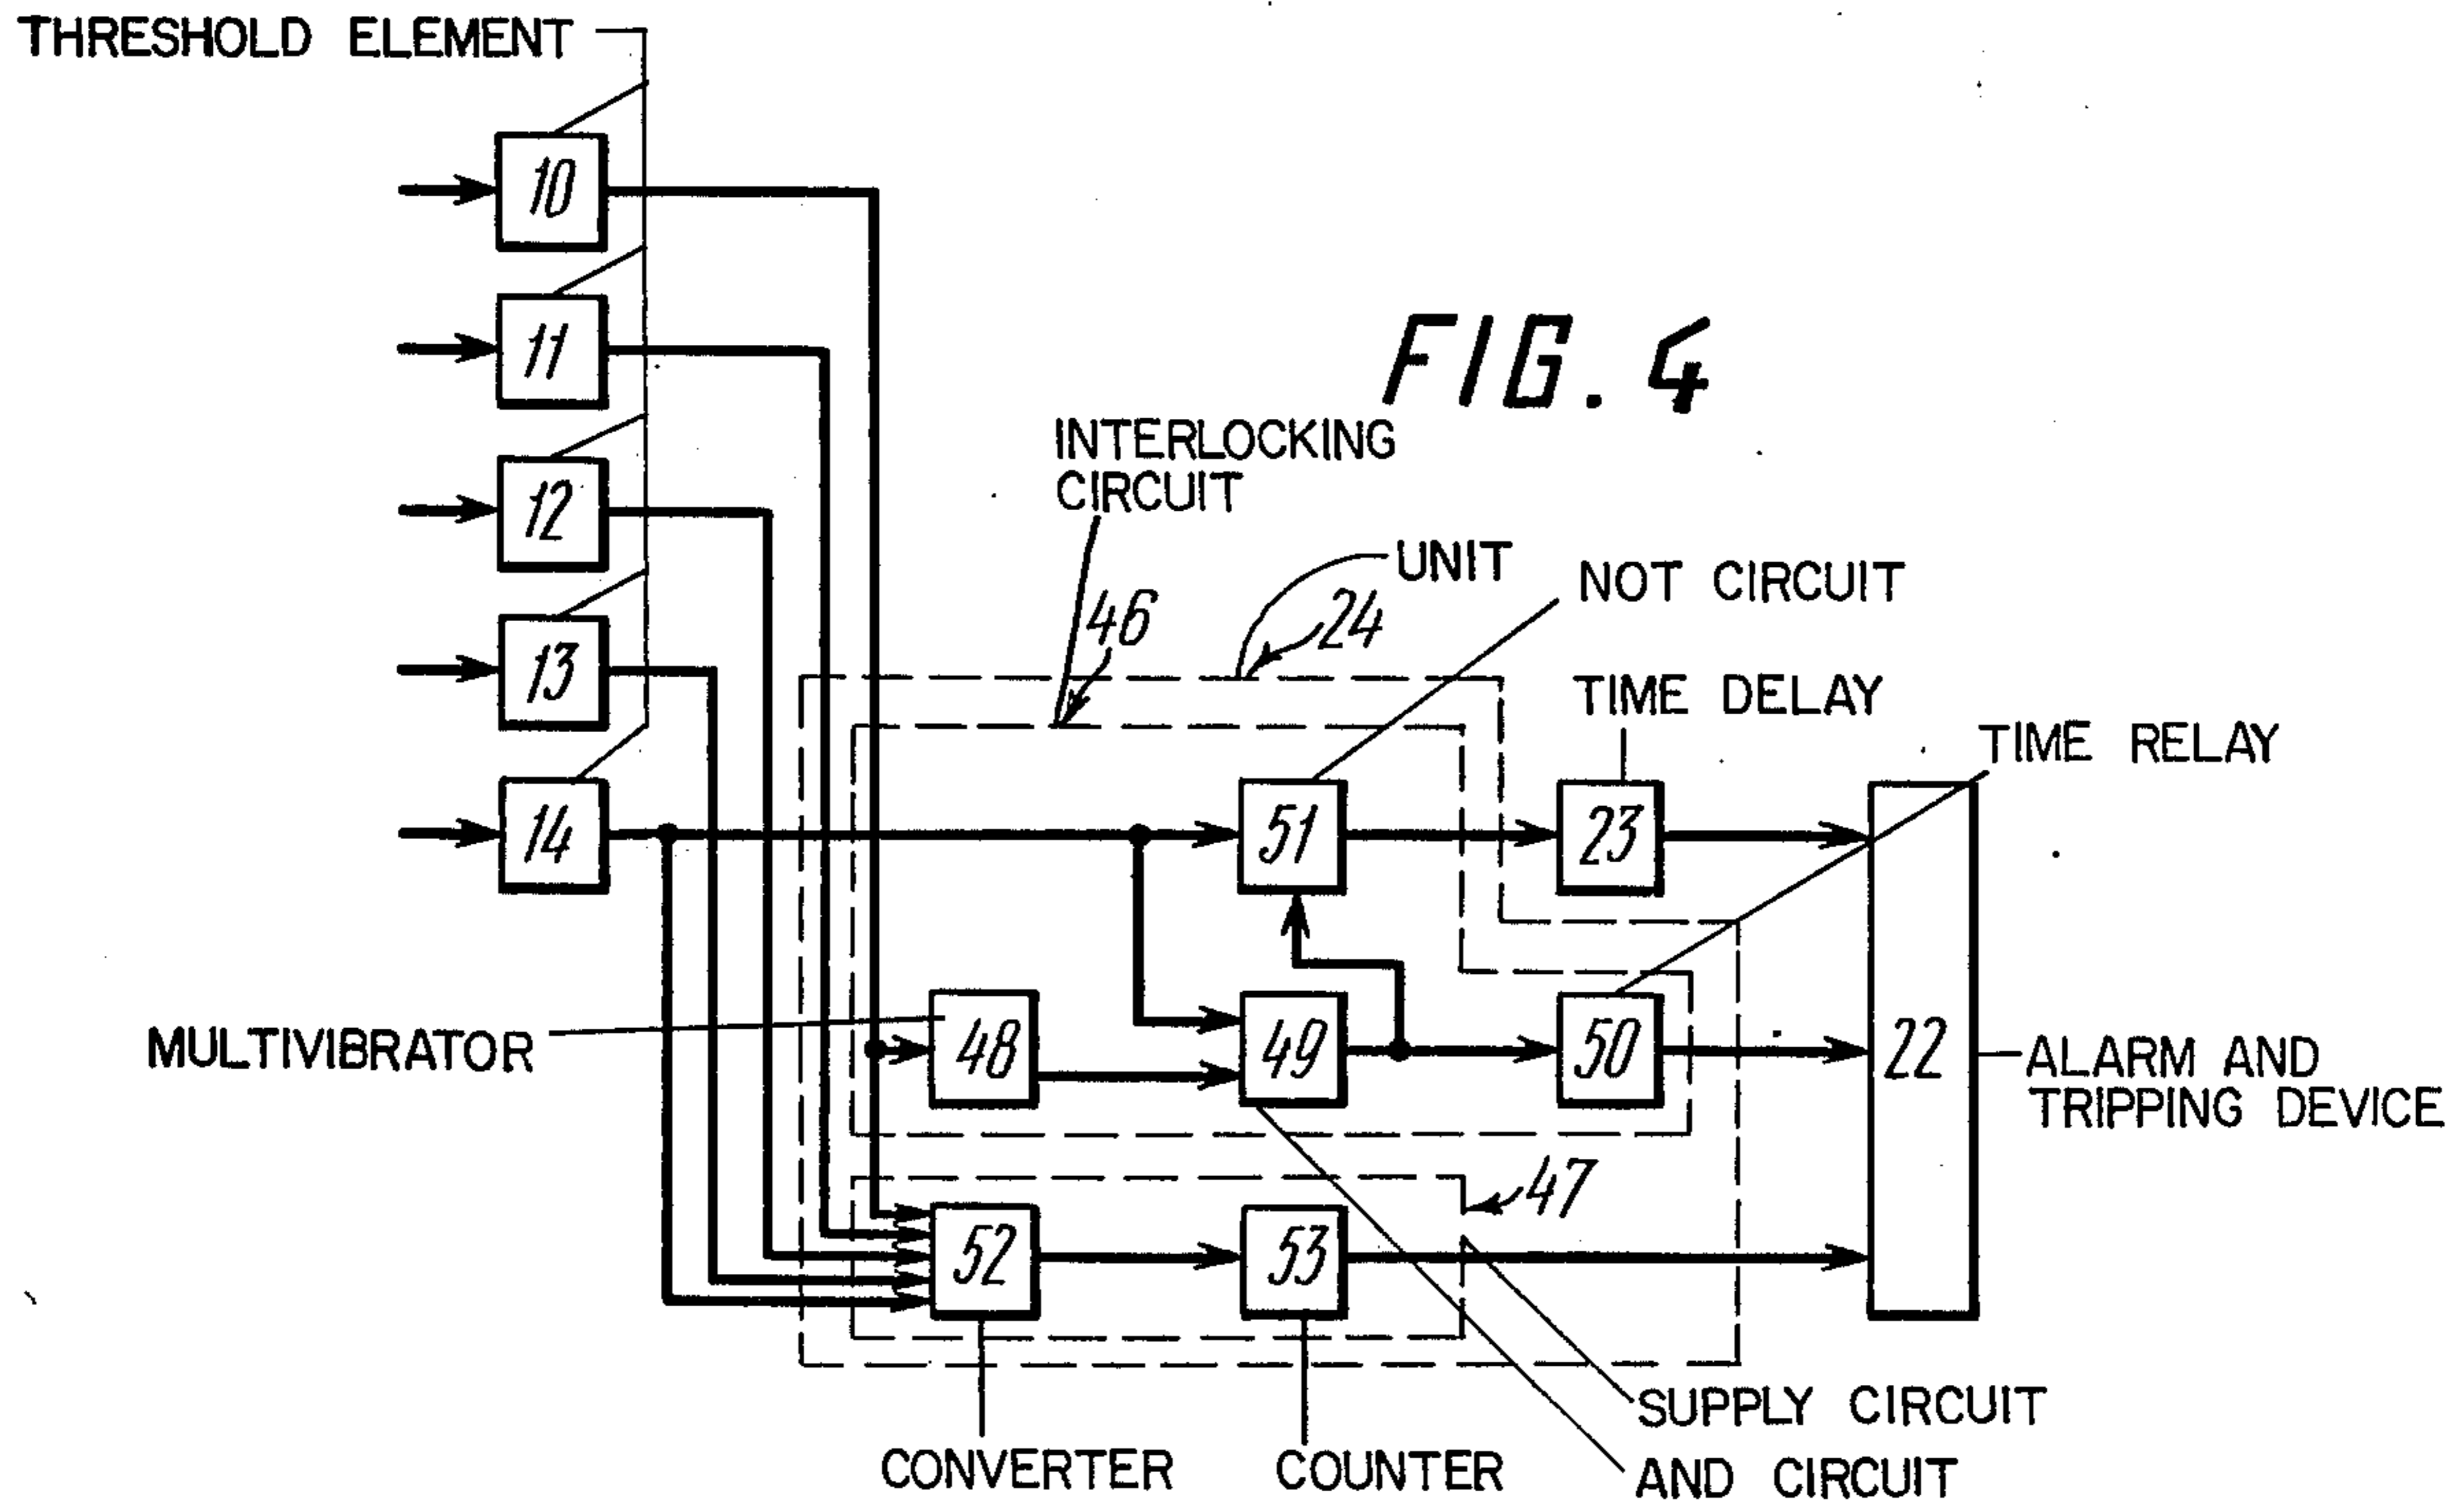 THRESHOLD ELEMENT
10
11
FIG. 4
INTERLOCKING
CIRCUIT
12
UNIT
NOT CIRCUIT
46
24
13
TIME DELAY
TIME RELAY
14
51
23
MULTIVIBRATOR
48
49
50
22
ALARM AND
TRIPPING DEVICE
47
52
53
SUPPLY CIRCUIT
CONVERTER
COUNTER
AND CIRCUIT